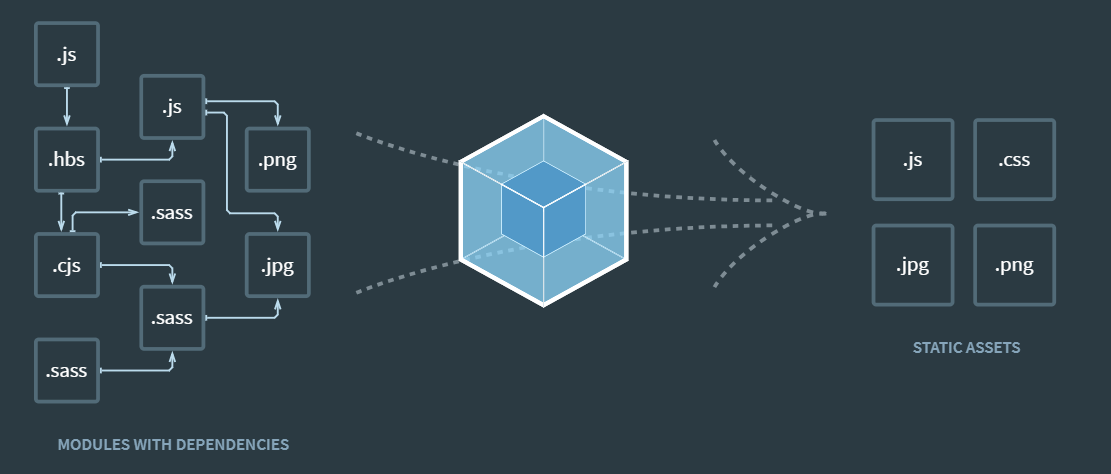 .js
.js
.hbs
.png
.sass
.cjs
.jpg
.sass
.sass
MODULES WITH DEPENDENCIES
.js
.css
.jpg
.png
STATIC ASSETS